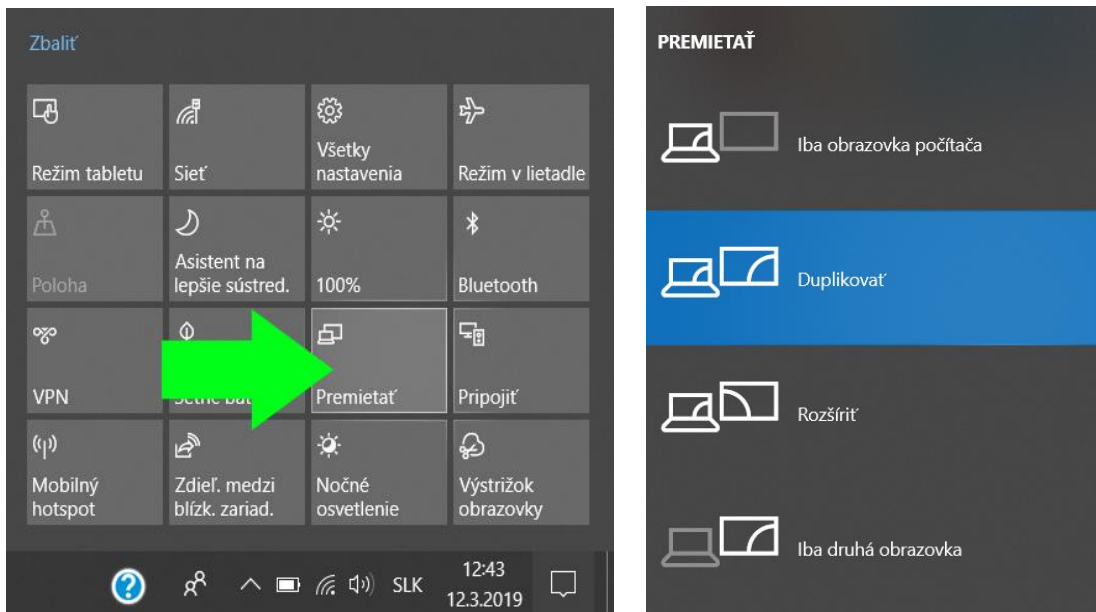 Zbaliť
Režim tabletu
Sieť
Všetky
nastavenia
Režim v lietadle
Poloha
Asistent na
lepšie sústred.
100%
Bluetooth
VPN
Premietať
Pripojiť
Mobilný
hotspot
Zdieľ. medzi
blízk. zariad.
Nočné
osvetlenie
Výstrižok
obrazovky
SLK
12:43
12.3.2019
PREMIETAŤ
Iba obrazovka počítača
Duplikovať
Rozšíriť
Iba druhá obrazovka